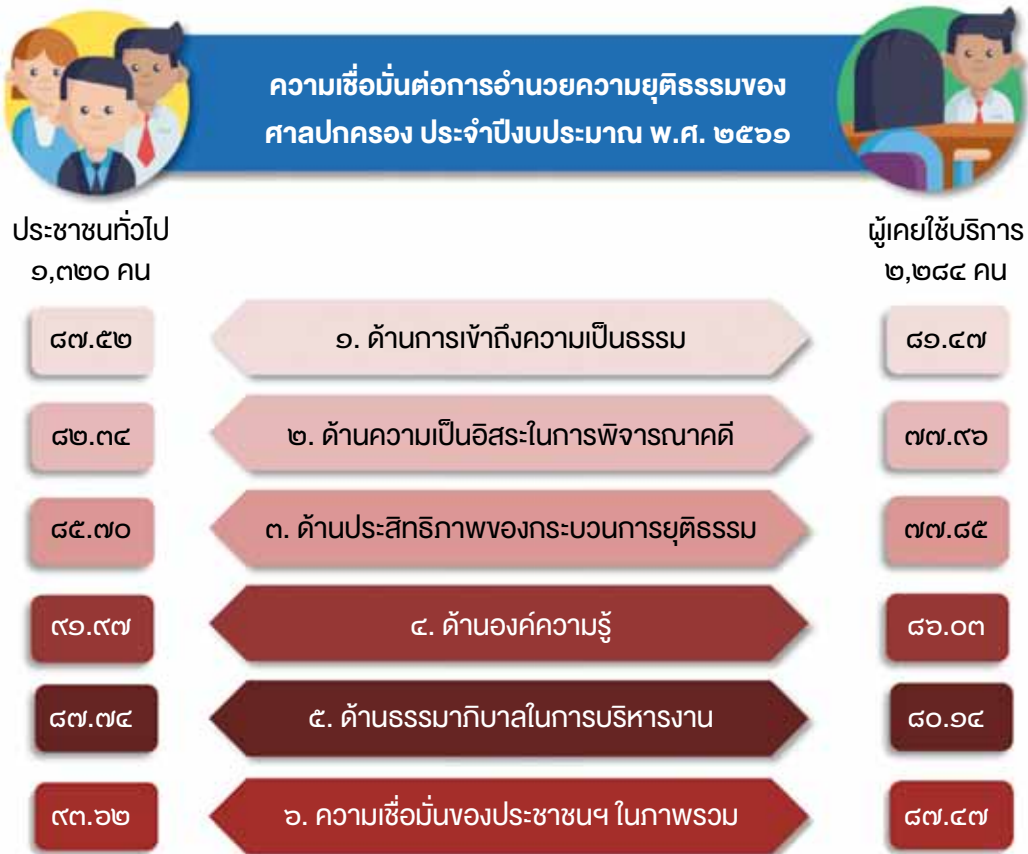 ความเชื่อมั่นต่อการอำนวยความยุติธรรมของ
ศาลปกครอง ประจำปีงบประมาณ พ.ศ. ๒๕๖๑
ประชาชนทั่วไป
๑,๓๒๐ คน
ผู้เคยใช้บริการ
๒,๒๘๔ คน
๘๗.๕๒ ๑. ด้านการเข้าถึงความเป็นธรรม ๘๑.๔๗
๘๒.๓๔ ๒. ด้านความเป็นอิสระในการพิจารณาคดี ๗๗.๙๖
๘๕.๗๐ ๓. ด้านประสิทธิภาพของกระบวนการยุติธรรม ๗๗.๘๕
๙๑.๙๗ ๔. ด้านองค์ความรู้ ๘๖.๐๓
๘๗.๗๔ ๕. ด้านธรรมาภิบาลในการบริหารงาน ๘๐.๑๔
๙๓.๖๒ ๖. ความเชื่อมั่นของประชาชนฯ ในภาพรวม ๘๗.๔๗